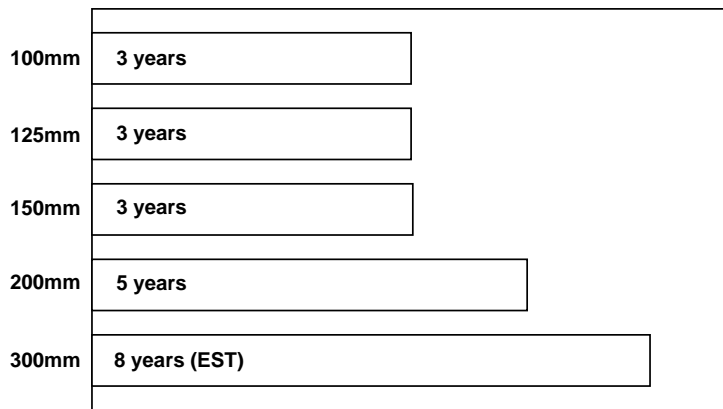 100mm 3 years
125mm 3 years
150mm 3 years
200mm 5 years
300mm 8 years (EST)